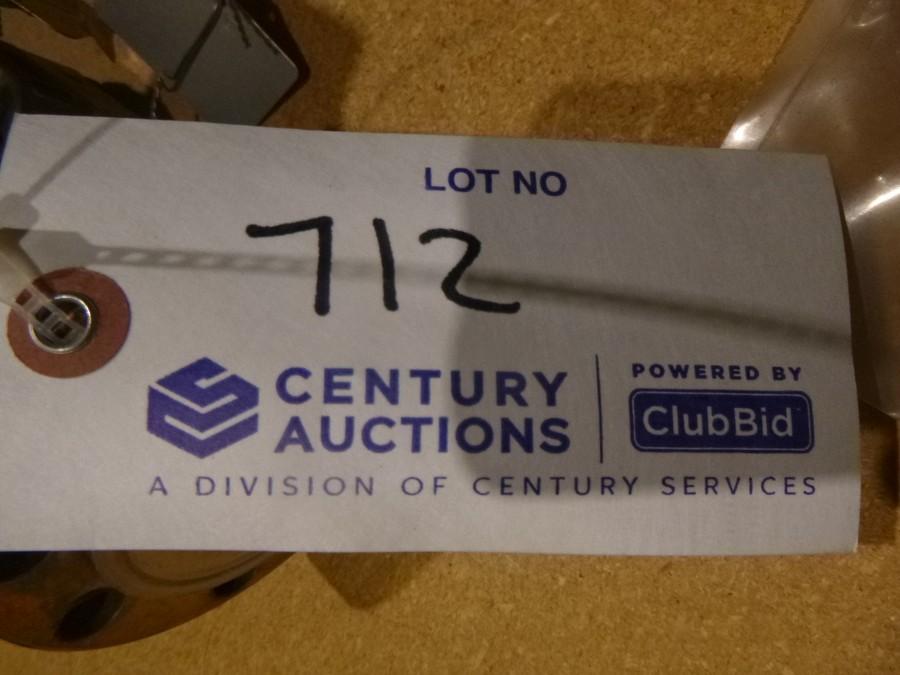 LOT NO
712
CENTURY
AUCTIONS
POWERED BY
ClubBid
A DIVISION OF CENTURY SERVICES